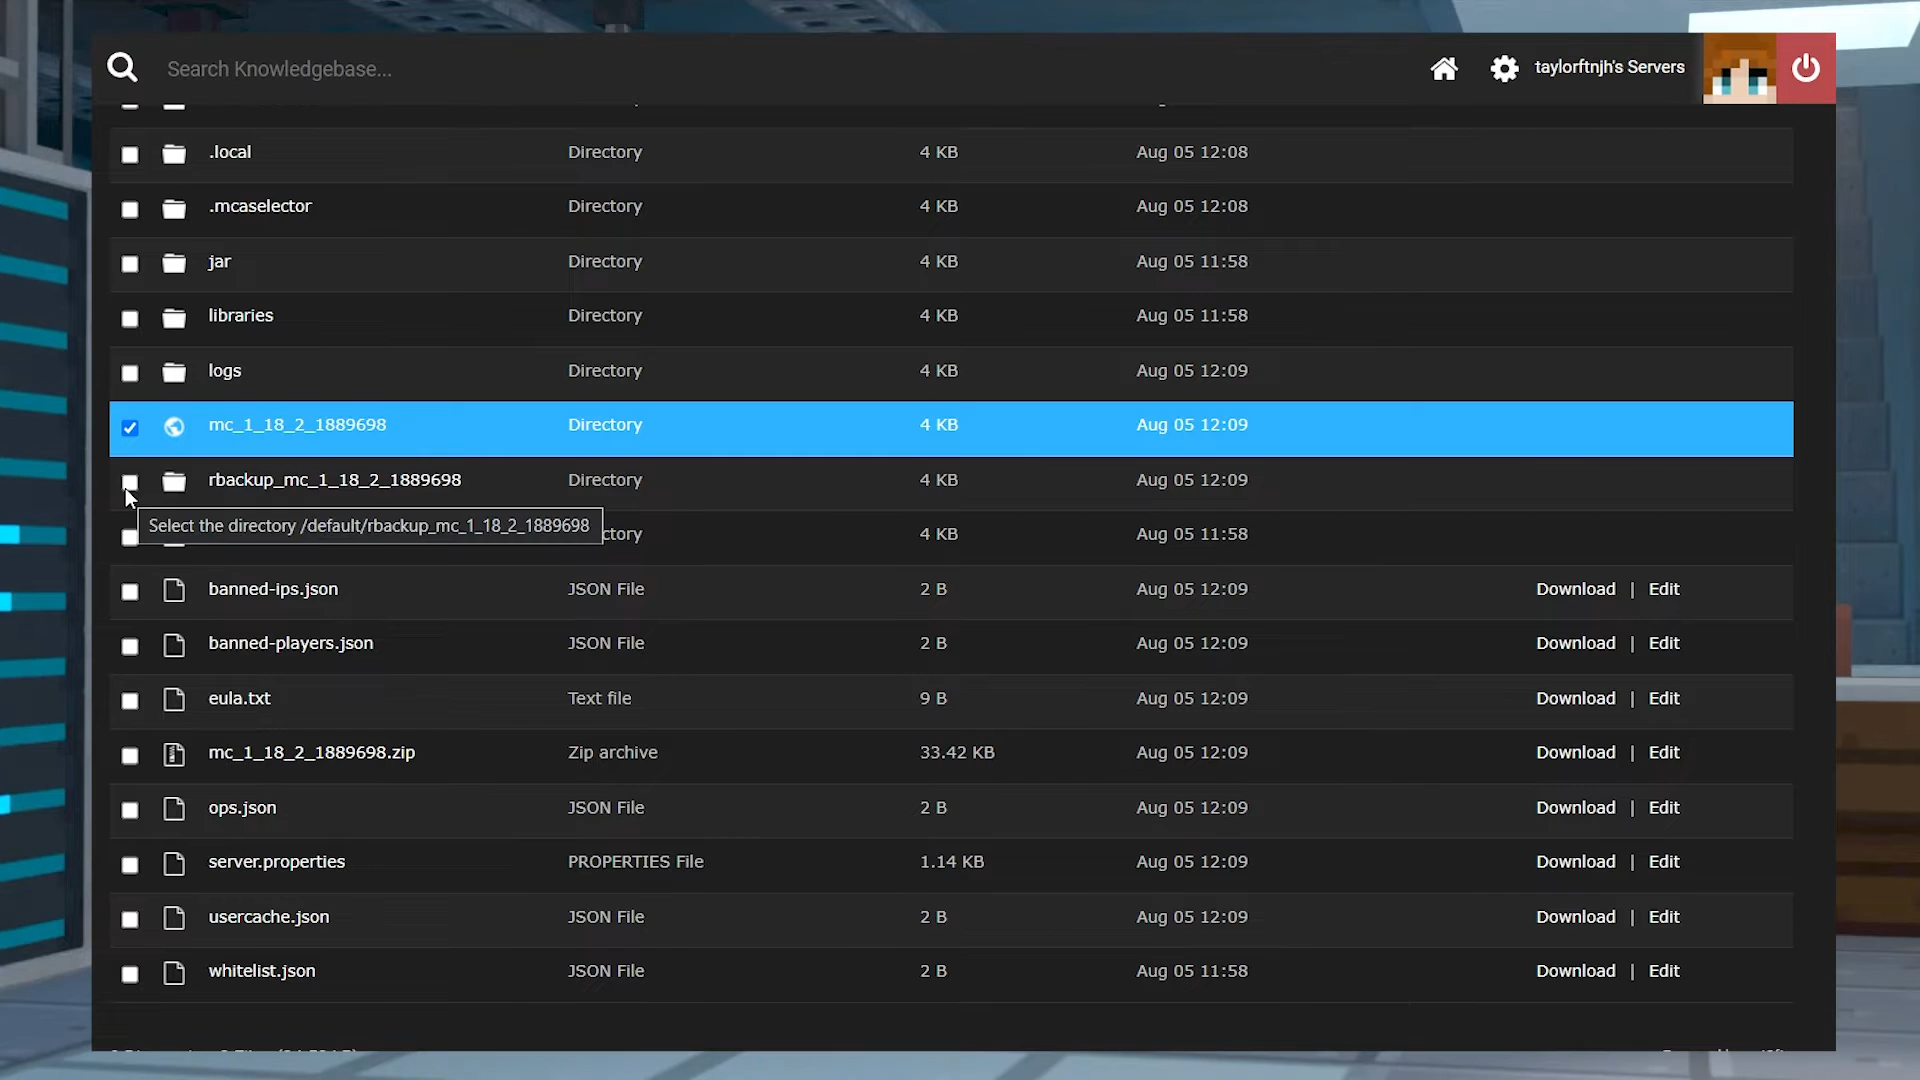 Search Knowledgebase...
taylorftnjh's Servers
.local Directory 4 KB Aug 05 12:08
.mcaselector Directory 4 KB Aug 05 12:08
jar Directory 4 KB Aug 05 11:58
libraries Directory 4 KB Aug 05 11:58
logs Directory 4 KB Aug 05 12:09
mc_1_18_2_1889698 Directory 4 KB Aug 05 12:09
rbackup_mc_1_18_2_1889698 Directory 4 KB Aug 05 12:09
Select the directory /default/rbackup_mc_1_18_2_1889698
ctory 4 KB Aug 05 11:58
banned-ips.json JSON File 2 B Aug 05 12:09 Download | Edit
banned-players.json JSON File 2 B Aug 05 12:09 Download | Edit
eula.txt Text file 9 B Aug 05 12:09 Download | Edit
mc_1_18_2_1889698.zip Zip archive 33.42 KB Aug 05 12:09 Download | Edit
ops.json JSON File 2 B Aug 05 12:09 Download | Edit
server.properties PROPERTIES File 1.14 KB Aug 05 12:09 Download | Edit
usercache.json JSON File 2 B Aug 05 12:09 Download | Edit
whitelist.json JSON File 2 B Aug 05 11:58 Download | Edit